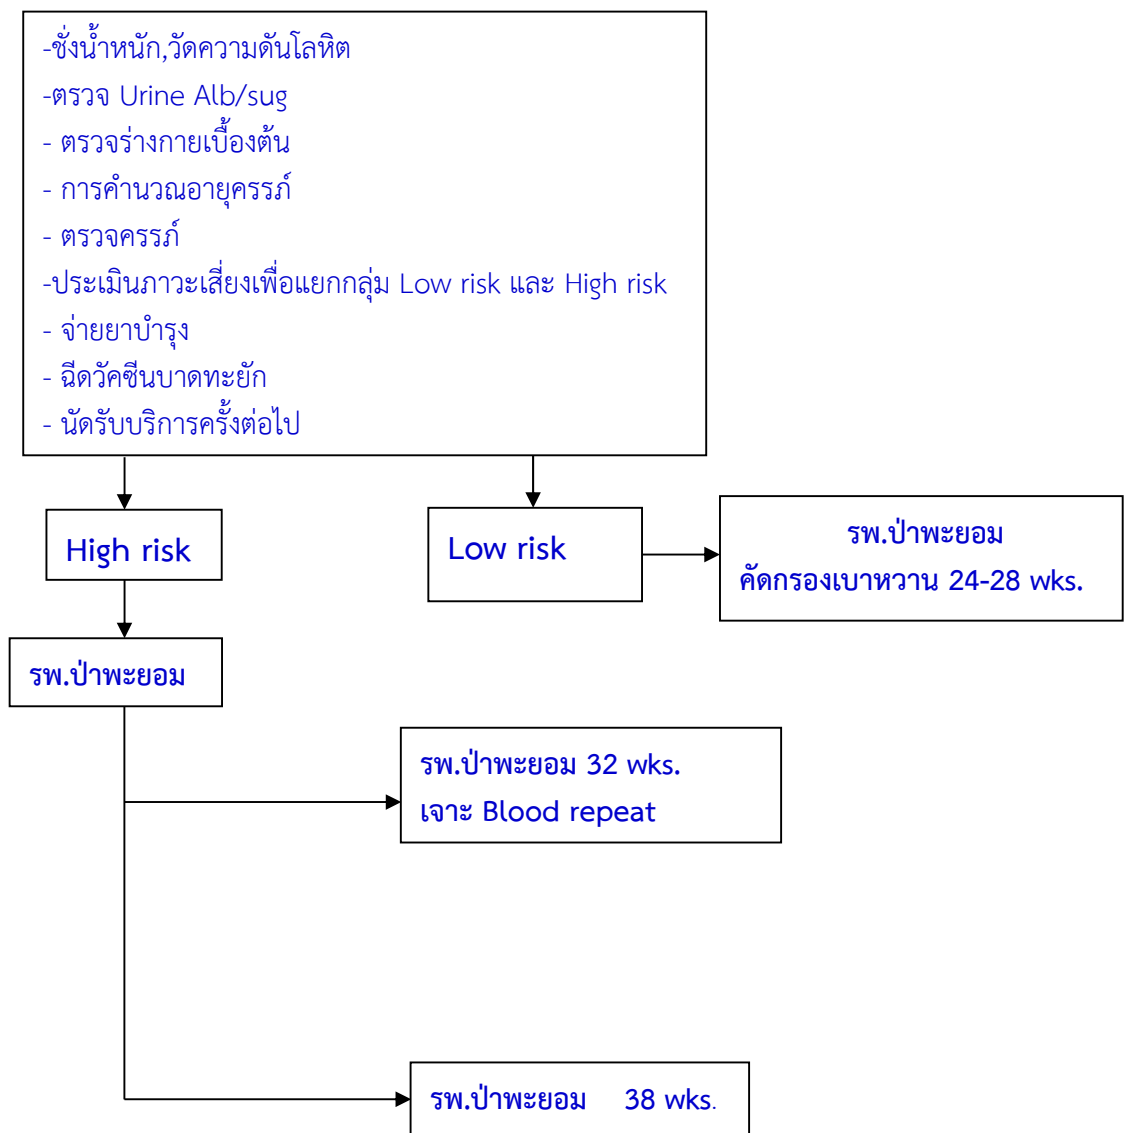 -ชั่งน้ำหนัก,วัดความดันโลหิต
-ตรวจ Urine Alb/sug
- ตรวจร่างกายเบื้องต้น
- การคำนวณอายุครรภ์
- ตรวจครรภ์
-ประเมินภาวะเสี่ยงเพื่อแยกกลุ่ม Low risk และ High risk
- จ่ายยาบำรุง
- ฉีดวัคซีนบาดทะยัก
- นัดรับบริการครั้งต่อไป
High risk
Low risk
รพ.ป่าพะยอม
คัดกรองเบาหวาน 24-28 wks.
รพ.ป่าพะยอม
รพ.ป่าพะยอม 32 wks.
เจาะ Blood repeat
รพ.ป่าพะยอม 38 wks.